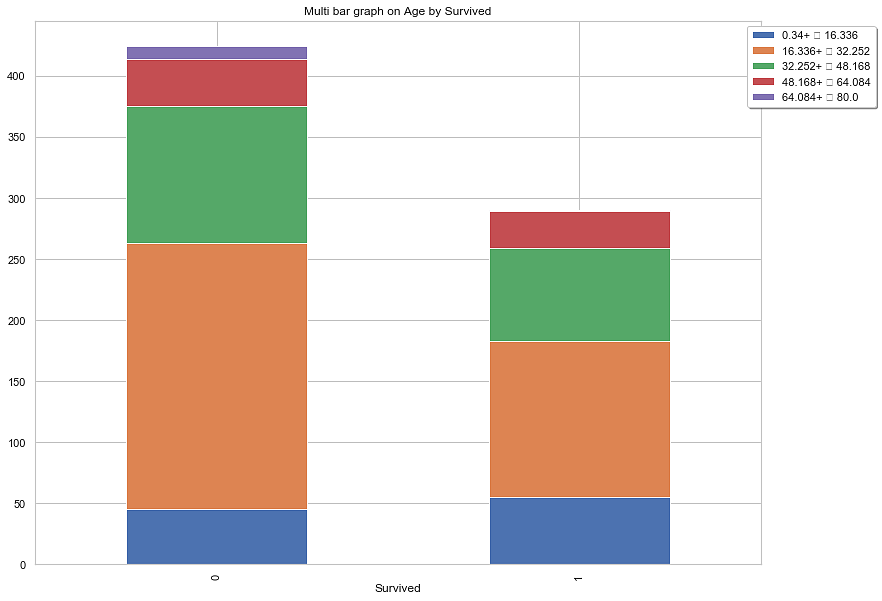 Multi bar graph on Age by Survived
0.34+ 􀀀 16.336
16.336+ 􀀀 32.252
32.252+ 􀀀 48.168
48.168+ 􀀀 64.084
64.084+ 􀀀 80.0
400
350
300
250
200
150
100
50
0
0
1
Survived